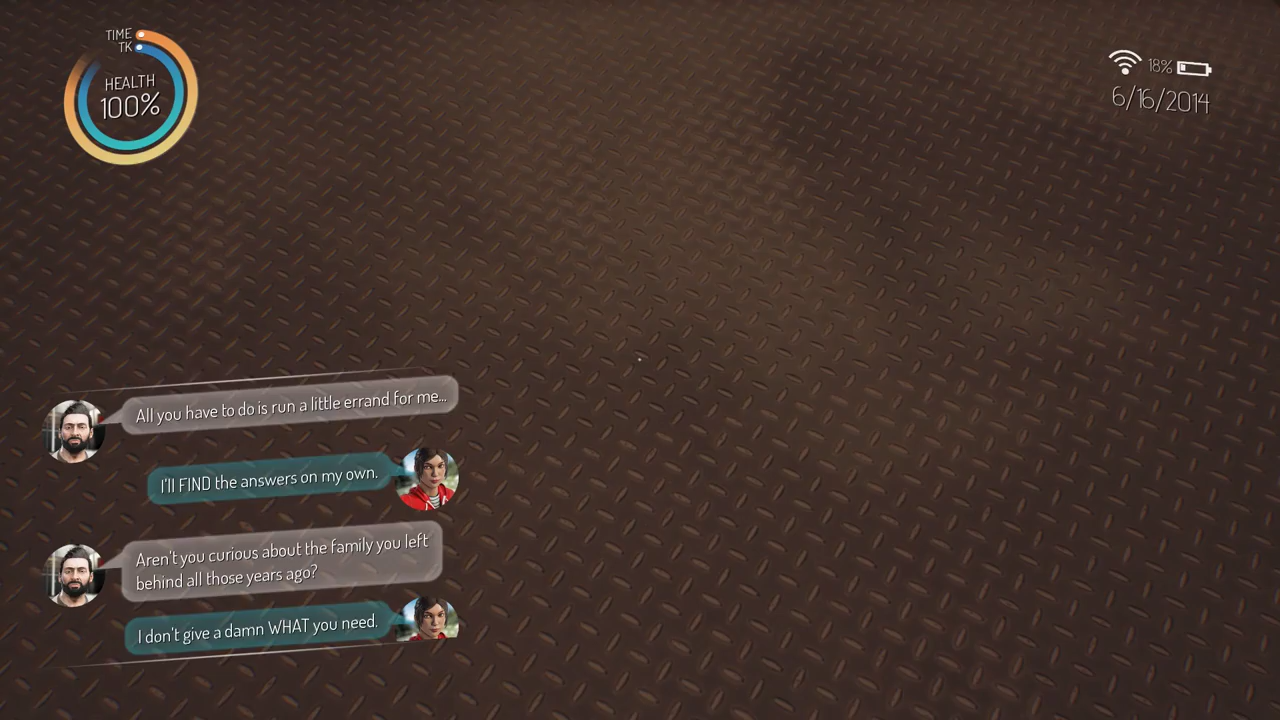 TIME
TK
HEALTH
100%
18%
6/16/2014
All you have to do is run a little errand for me...
I'll FIND the answers on my own.
Aren't you curious about the family you left
behind all those years ago?
I don't give a damn WHAT you need.